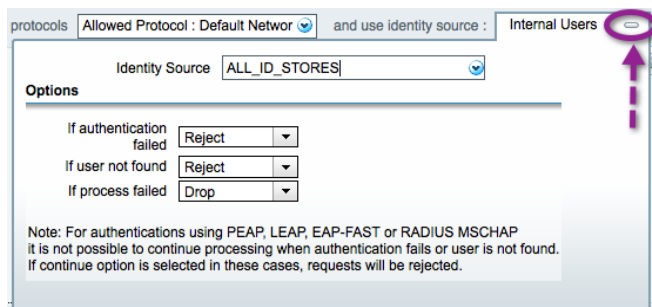 protocols Allowed Protocol : Default Networ and use identity source : Internal Users
Identity Source ALL_ID_STORES
Options
If authentication failed Reject
If user not found Reject
If process failed Drop
Note: For authentications using PEAP, LEAP, EAP-FAST or RADIUS MSCHAP
it is not possible to continue processing when authentication fails or user is not found.
If continue option is selected in these cases, requests will be rejected.